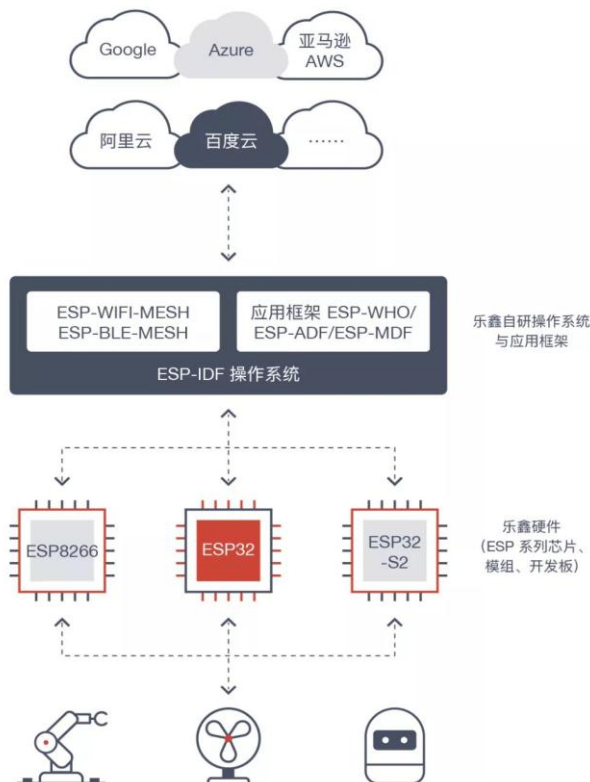 Google
Azure
亚马逊
AWS
阿里云
百度云
······
ESP-WIFI-MESH
ESP-BLE-MESH
应用框架 ESP-WHO/
ESP-ADF/ESP-MDF
ESP-IDF 操作系统
乐鑫自研操作系统
与应用框架
ESP8266
ESP32
ESP32
-S2
乐鑫硬件
(ESP 系列芯片、
模组、开发板)